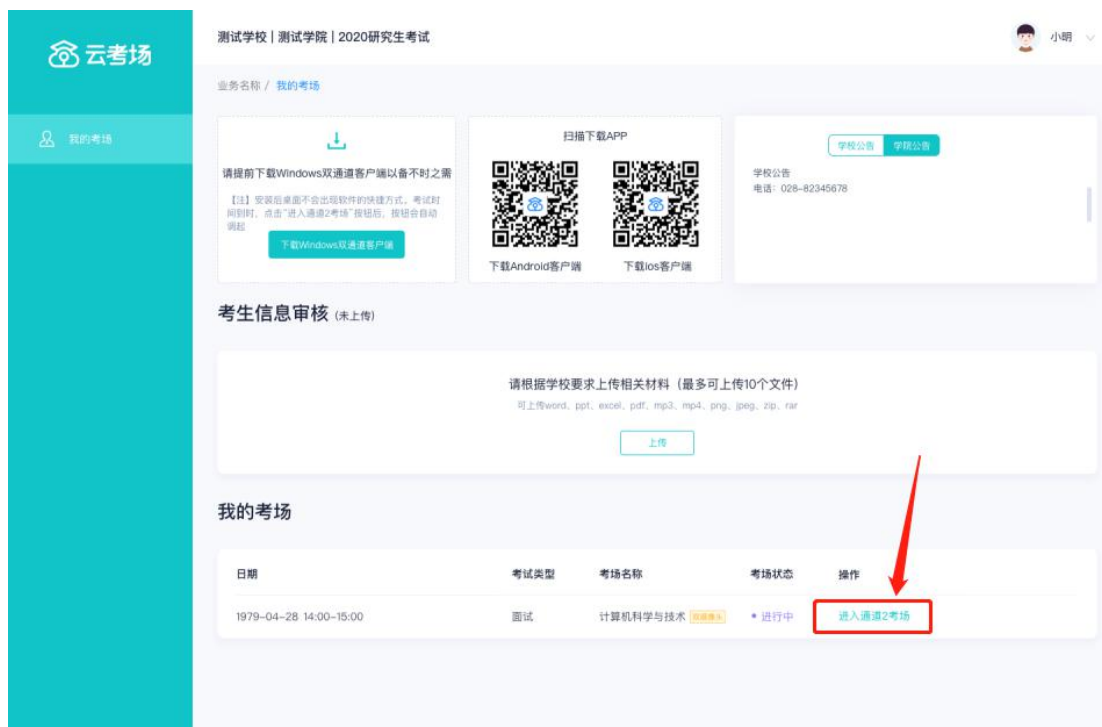 云考场
测试学校 | 测试学院 | 2020研究生考试
小明
业务名称 / 我的考场
我的考场
请提前下载Windows双通道客户端以备不时之需
【注】安装后桌面不会出现软件的快捷方式，考试时
间到时，点击“进入通道2考场”按钮后，按钮会自动
调起
下载Windows双通道客户端
扫描下载APP
下载Android客户端
下载ios客户端
学校公告 学院公告
学校公告
电话：028-82345678
考生信息审核 (未上传)
请根据学校要求上传相关材料（最多可上传10个文件）
可上传word、ppt、excel、pdf、mp3、mp4、png、jpeg、zip、rar
上传
我的考场
日期 考试类型 考场名称 考场状态 操作
1979-04-28 14:00-15:00 面试 计算机科学与技术 双摄像头 • 进行中 进入通道2考场